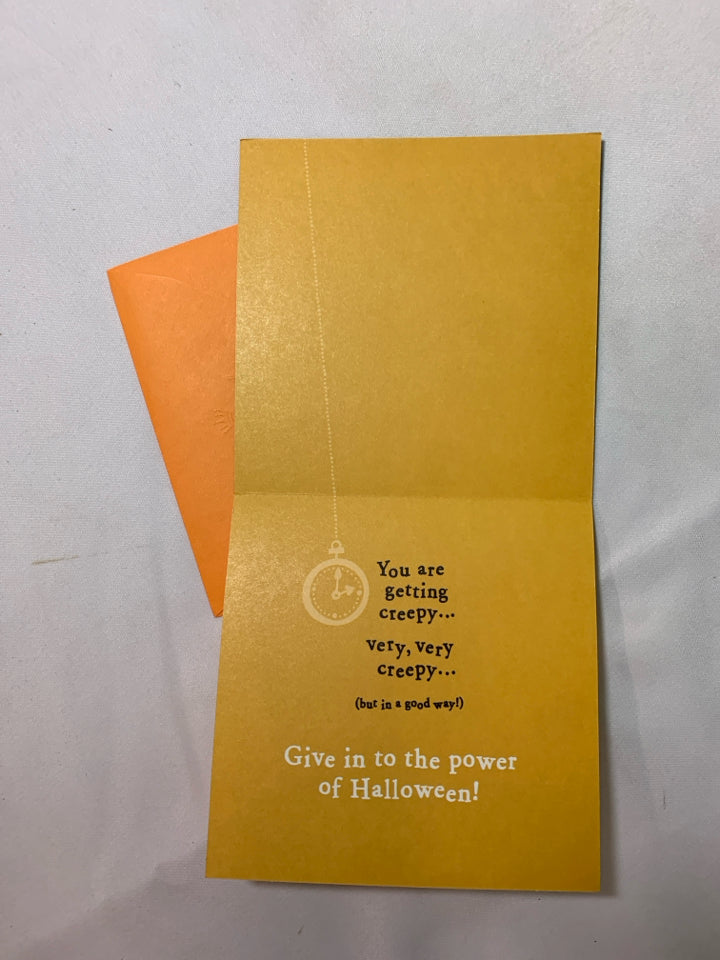 You are
getting
creepy...
very, very
creepy...
(but in a good way!)
Give in to the power
of Halloween!